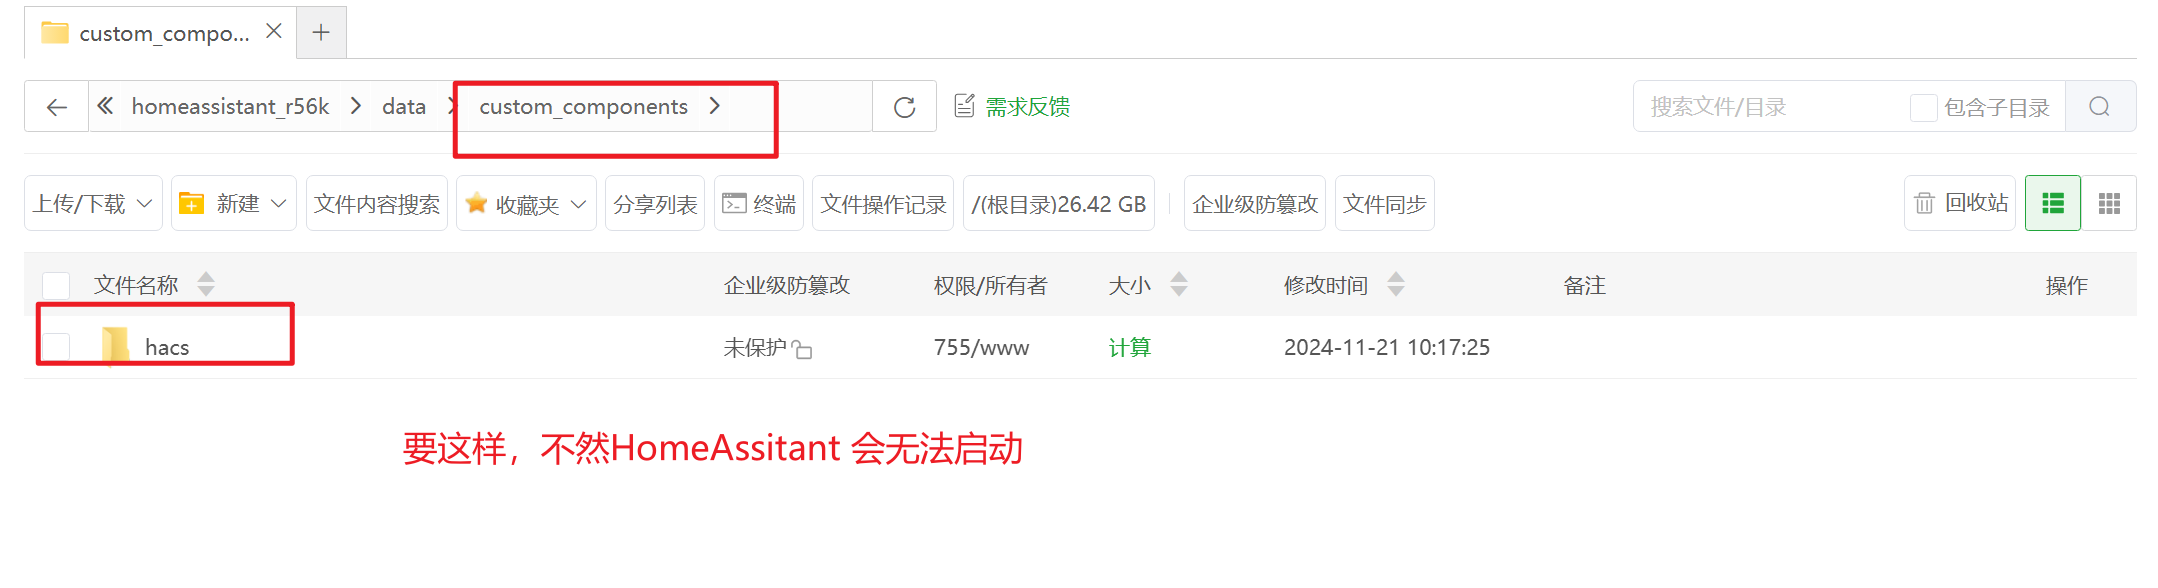 custom_compo...
homeassistant_r56k data custom_components 需求反馈 搜索文件/目录 包含子目录
上传/下载 新建 文件内容搜索 收藏夹 分享列表 终端 文件操作记录 /(根目录)26.42 GB 企业级防篡改 文件同步 回收站
文件名称 企业级防篡改 权限/所有者 大小 修改时间 备注 操作
hacs 未保护 755/www 计算 2024-11-21 10:17:25
要这样，不然HomeAssitant 会无法启动